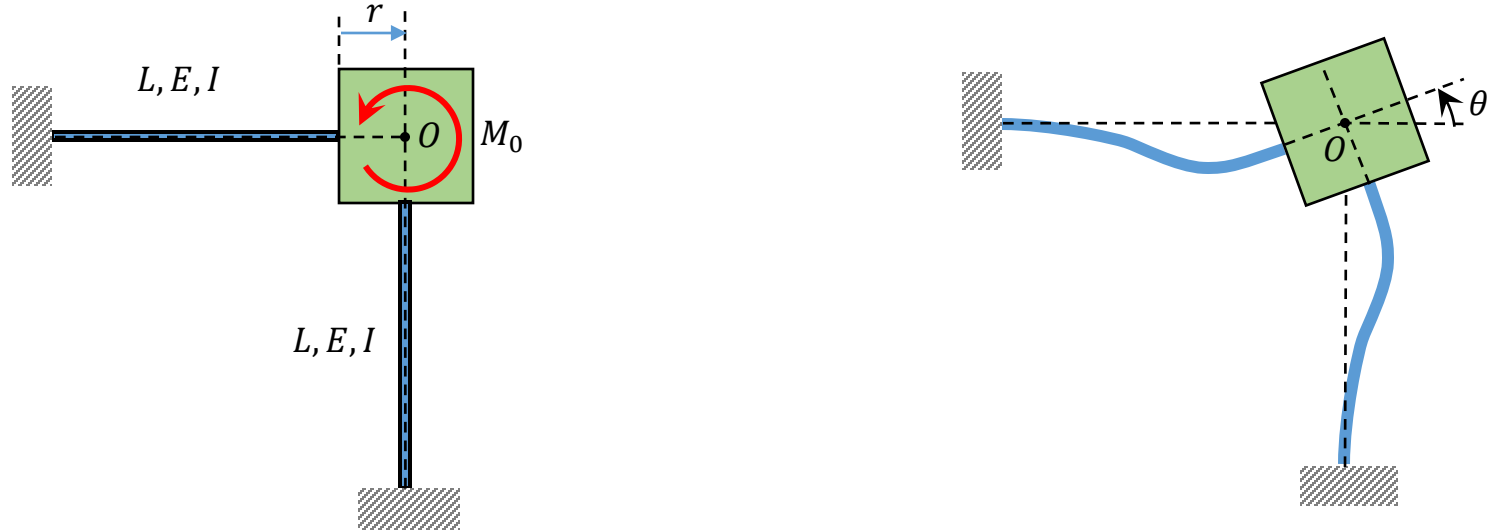 r
L, E, I
O
M₀
L, E, I
θ
O